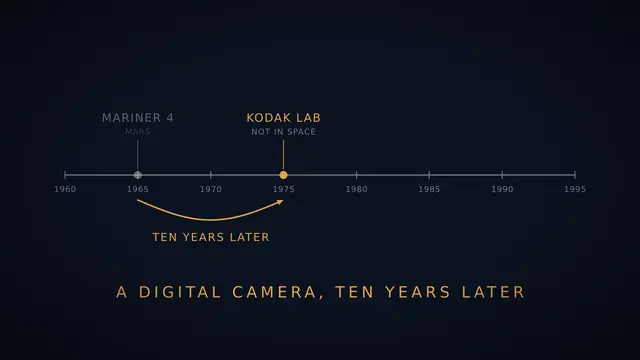 MARINER 4
MARS
KODAK LAB
NOT IN SPACE
1960 1965 1970 1975 1980 1985 1990 1995
TEN YEARS LATER
A DIGITAL CAMERA, TEN YEARS LATER